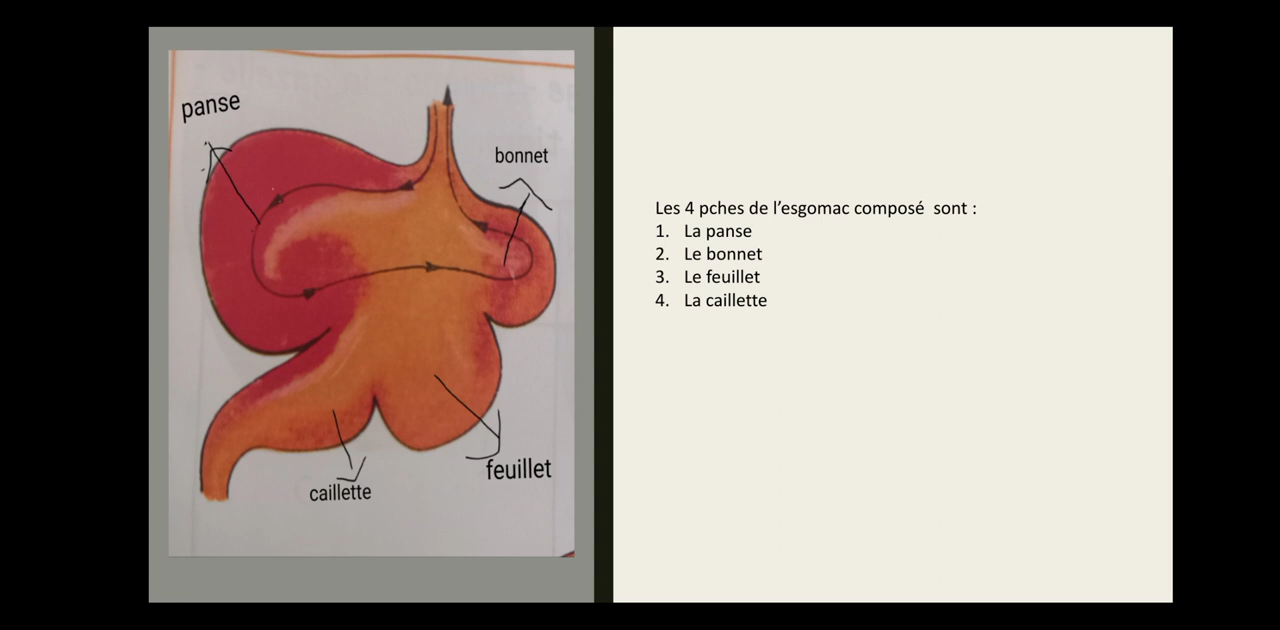 panse
bonnet
feuillet
caillette
Les 4 pches de l'esgomac composé sont :
1. La panse
2. Le bonnet
3. Le feuillet
4. La caillette